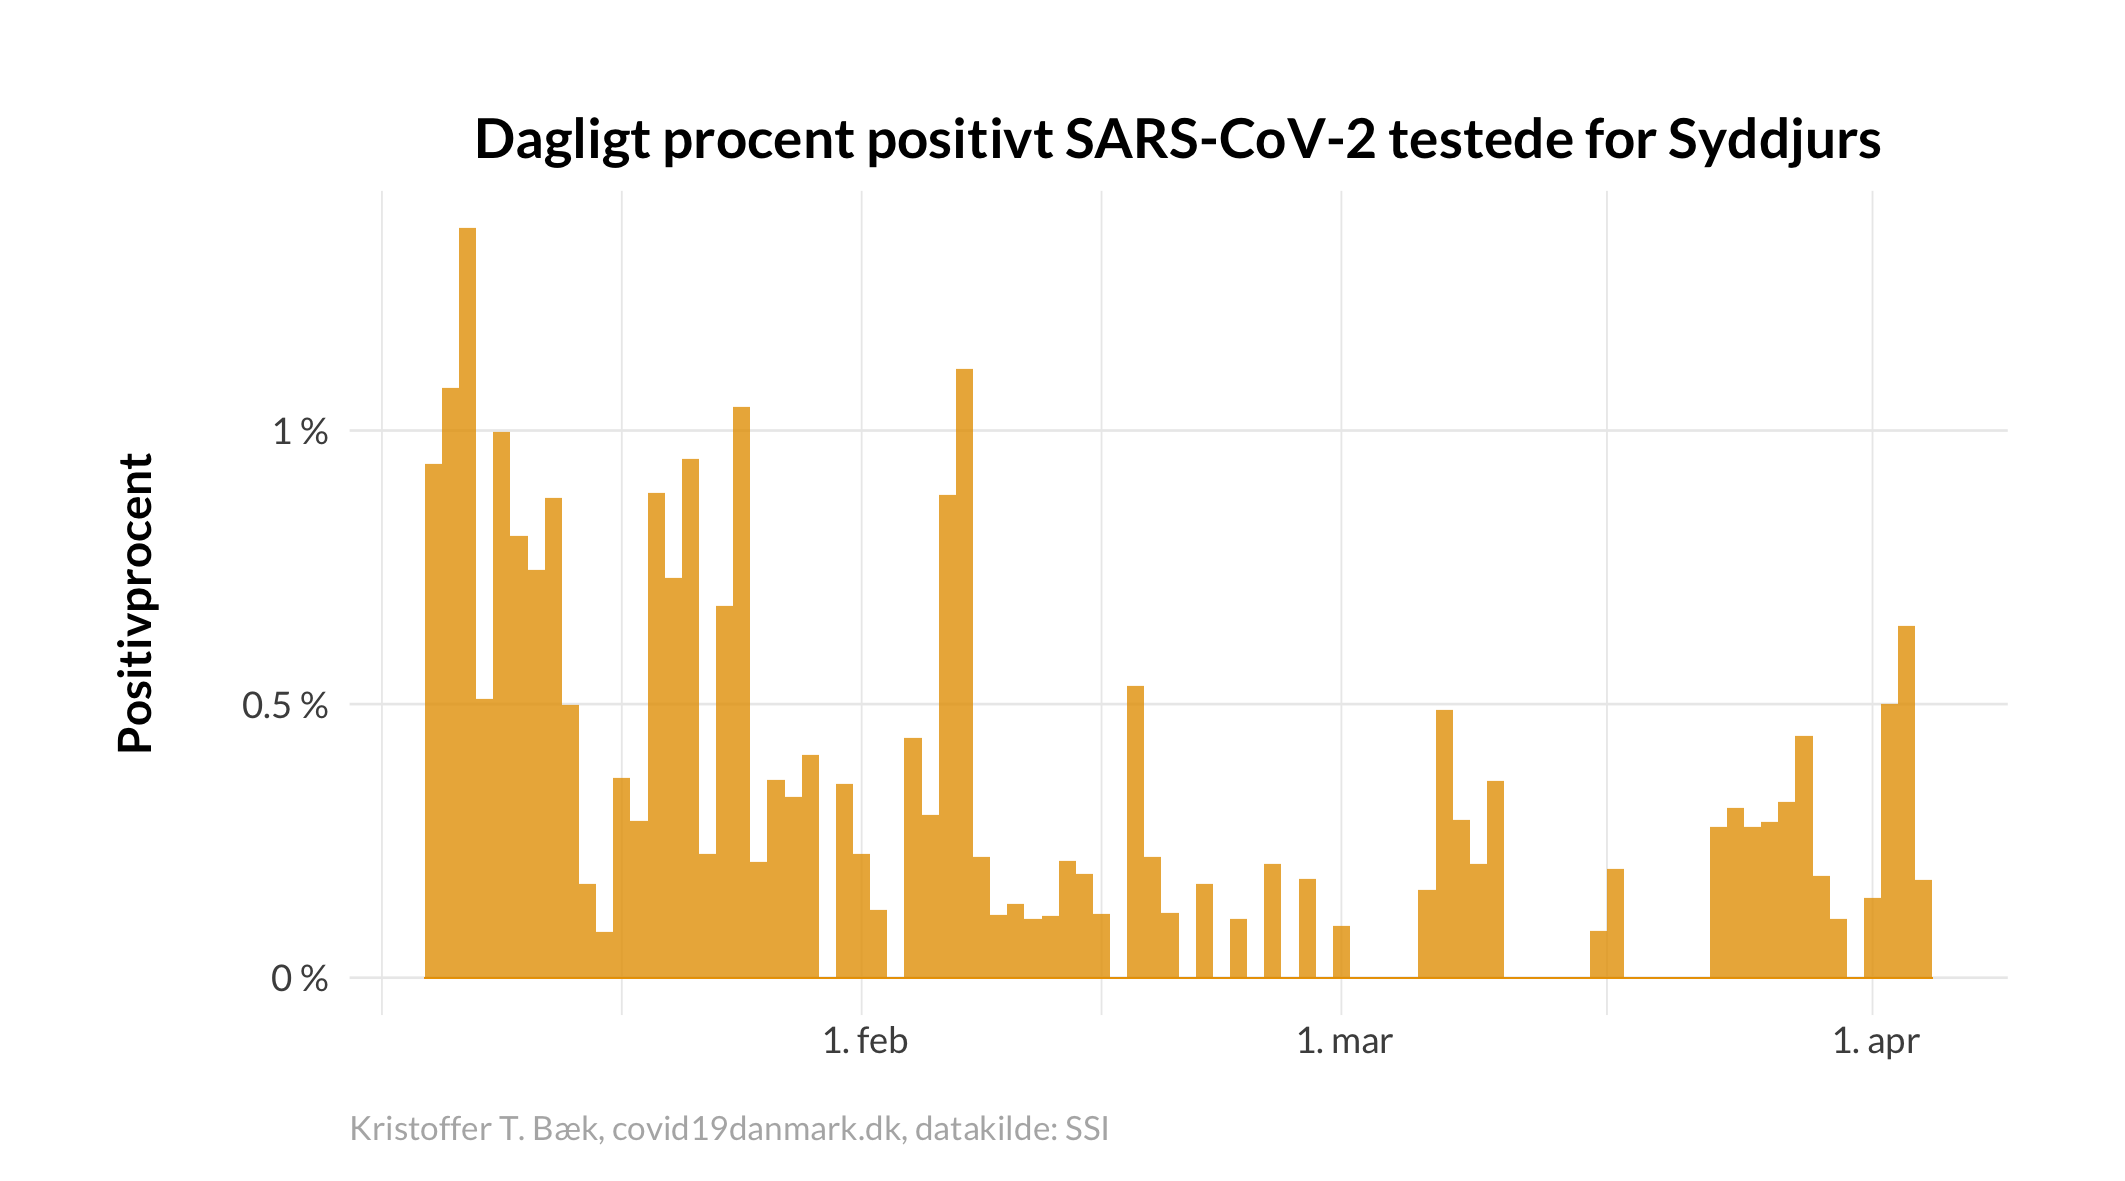 Dagligt procent positivt SARS-CoV-2 testede for Syddjurs
Positivprocent
1 %
0.5 %
0 %
1. feb
1. mar
1. apr
Kristoffer T. Bæk, covid19danmark.dk, datakilde: SSI